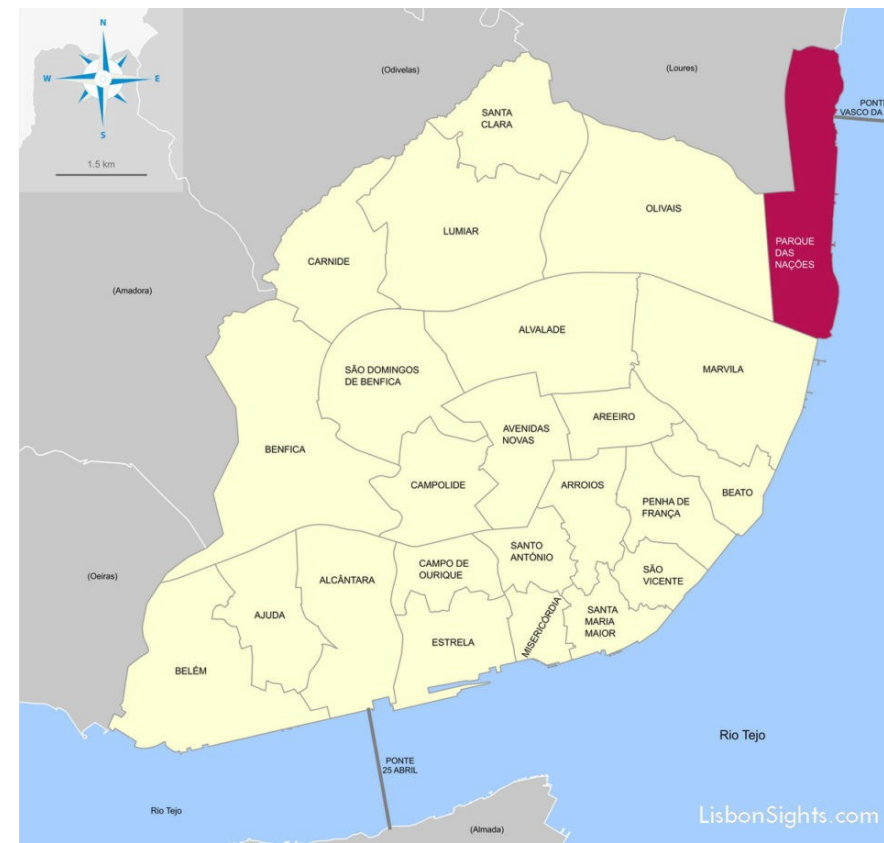 N
W
E
S
1.5 km
(Odivelas)
(Loures)
PONTE
VASCO DA
SANTA
CLARA
OLIVAIS
LUMIAR
PARQUE
DAS
NAÇÕES
CARNIDE
(Amadora)
ALVALADE
SÃO DOMINGOS
DE BENFICA
MARVILA
AREEIRO
AVENIDAS
NOVAS
BENFICA
CAMPOLIDE
ARROIOS
BEATO
PENHA DE
FRANÇA
SANTO
ANTÓNIO
CAMPO DE
OURIQUE
SÃO
VICENTE
(Oeiras)
ALCÂNTARA
AJUDA
MISERICÓRDIA
SANTA
MARIA
MAIOR
ESTRELA
BELÉM
Rio Tejo
PONTE
25 ABRIL
Rio Tejo
LisbonSights.com
(Almada)